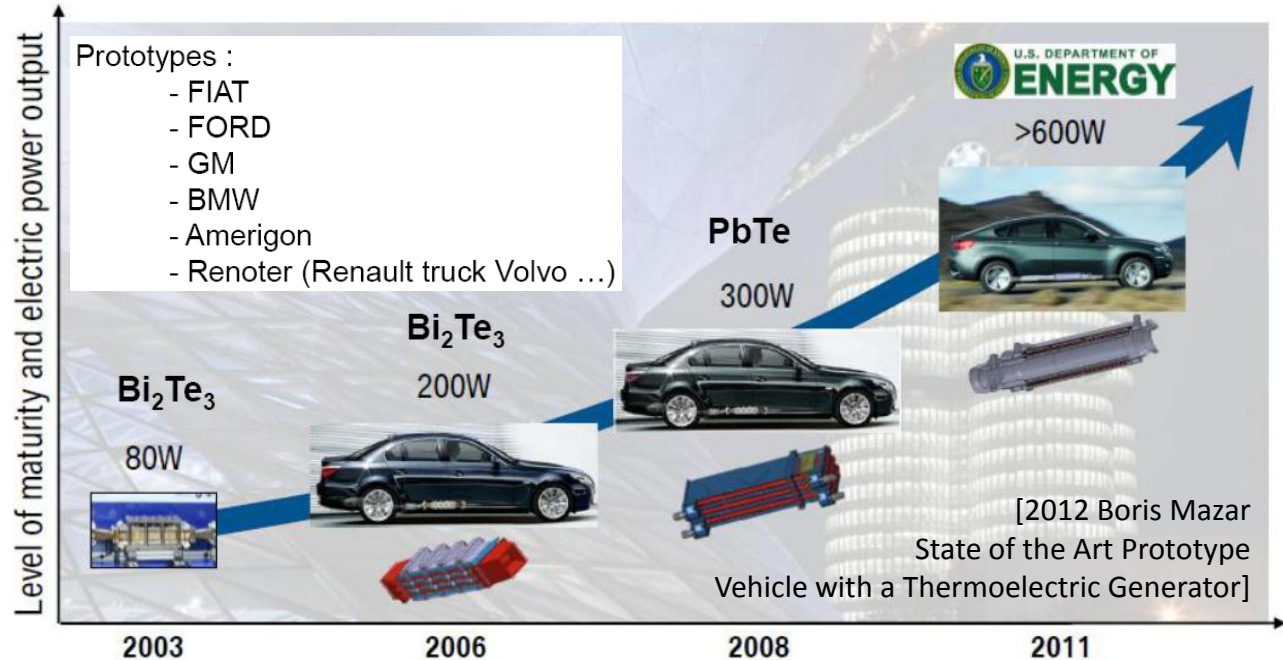 Level of maturity and electric power output
Prototypes :
- FIAT
- FORD
- GM
- BMW
- Amerigon
- Renoter (Renault truck Volvo …)
U.S. DEPARTMENT OF
ENERGY
>600W
PbTe
300W
Bi₂Te₃
200W
Bi₂Te₃
80W
[2012 Boris Mazar
State of the Art Prototype
Vehicle with a Thermoelectric Generator]
2003 2006 2008 2011